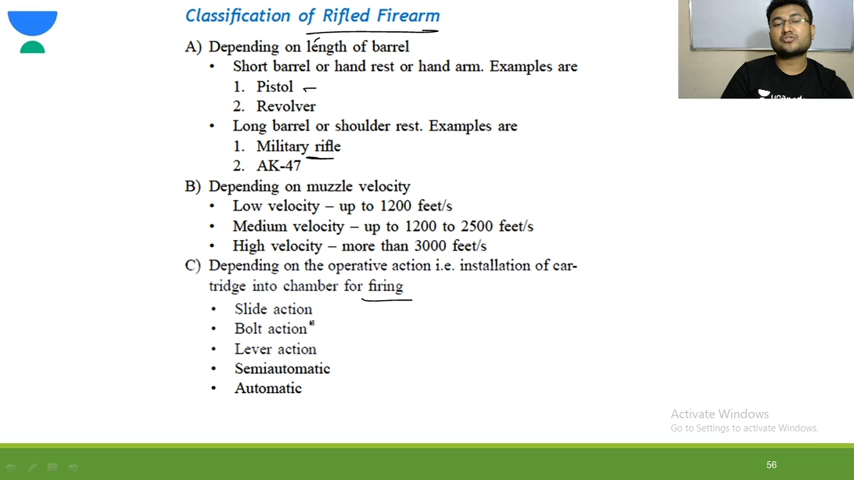 Classification of Rifled Firearm
A) Depending on length of barrel
• Short barrel or hand rest or hand arm. Examples are
1. Pistol
2. Revolver
• Long barrel or shoulder rest. Examples are
1. Military rifle
2. AK-47
B) Depending on muzzle velocity
• Low velocity – up to 1200 feet/s
• Medium velocity – up to 1200 to 2500 feet/s
• High velocity – more than 3000 feet/s
C) Depending on the operative action i.e. installation of car-
tridge into chamber for firing
• Slide action
• Bolt action
• Lever action
• Semiautomatic
• Automatic
Activate Windows
Go to Settings to activate Windows.
56